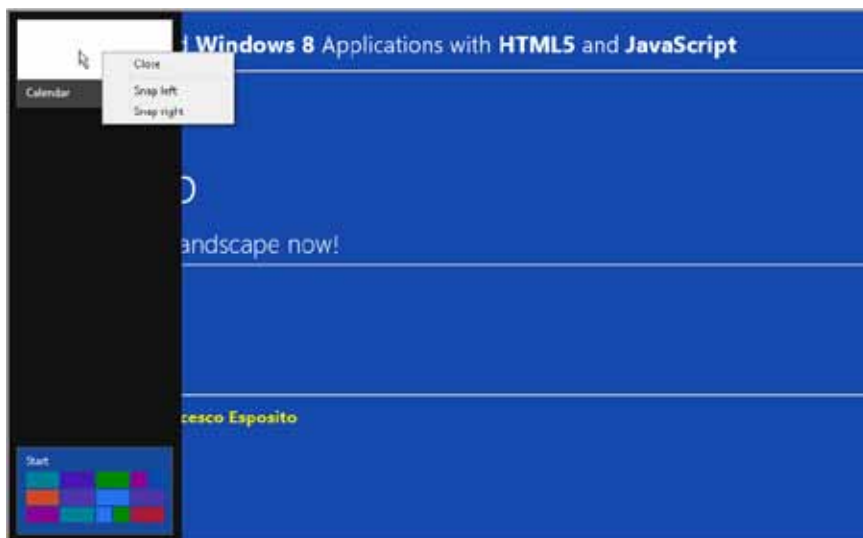 Windows 8 Applications with HTML5 and JavaScript
Close
Calendar
Snap left
Snap right
andscape now!
cesco Esposito
Start